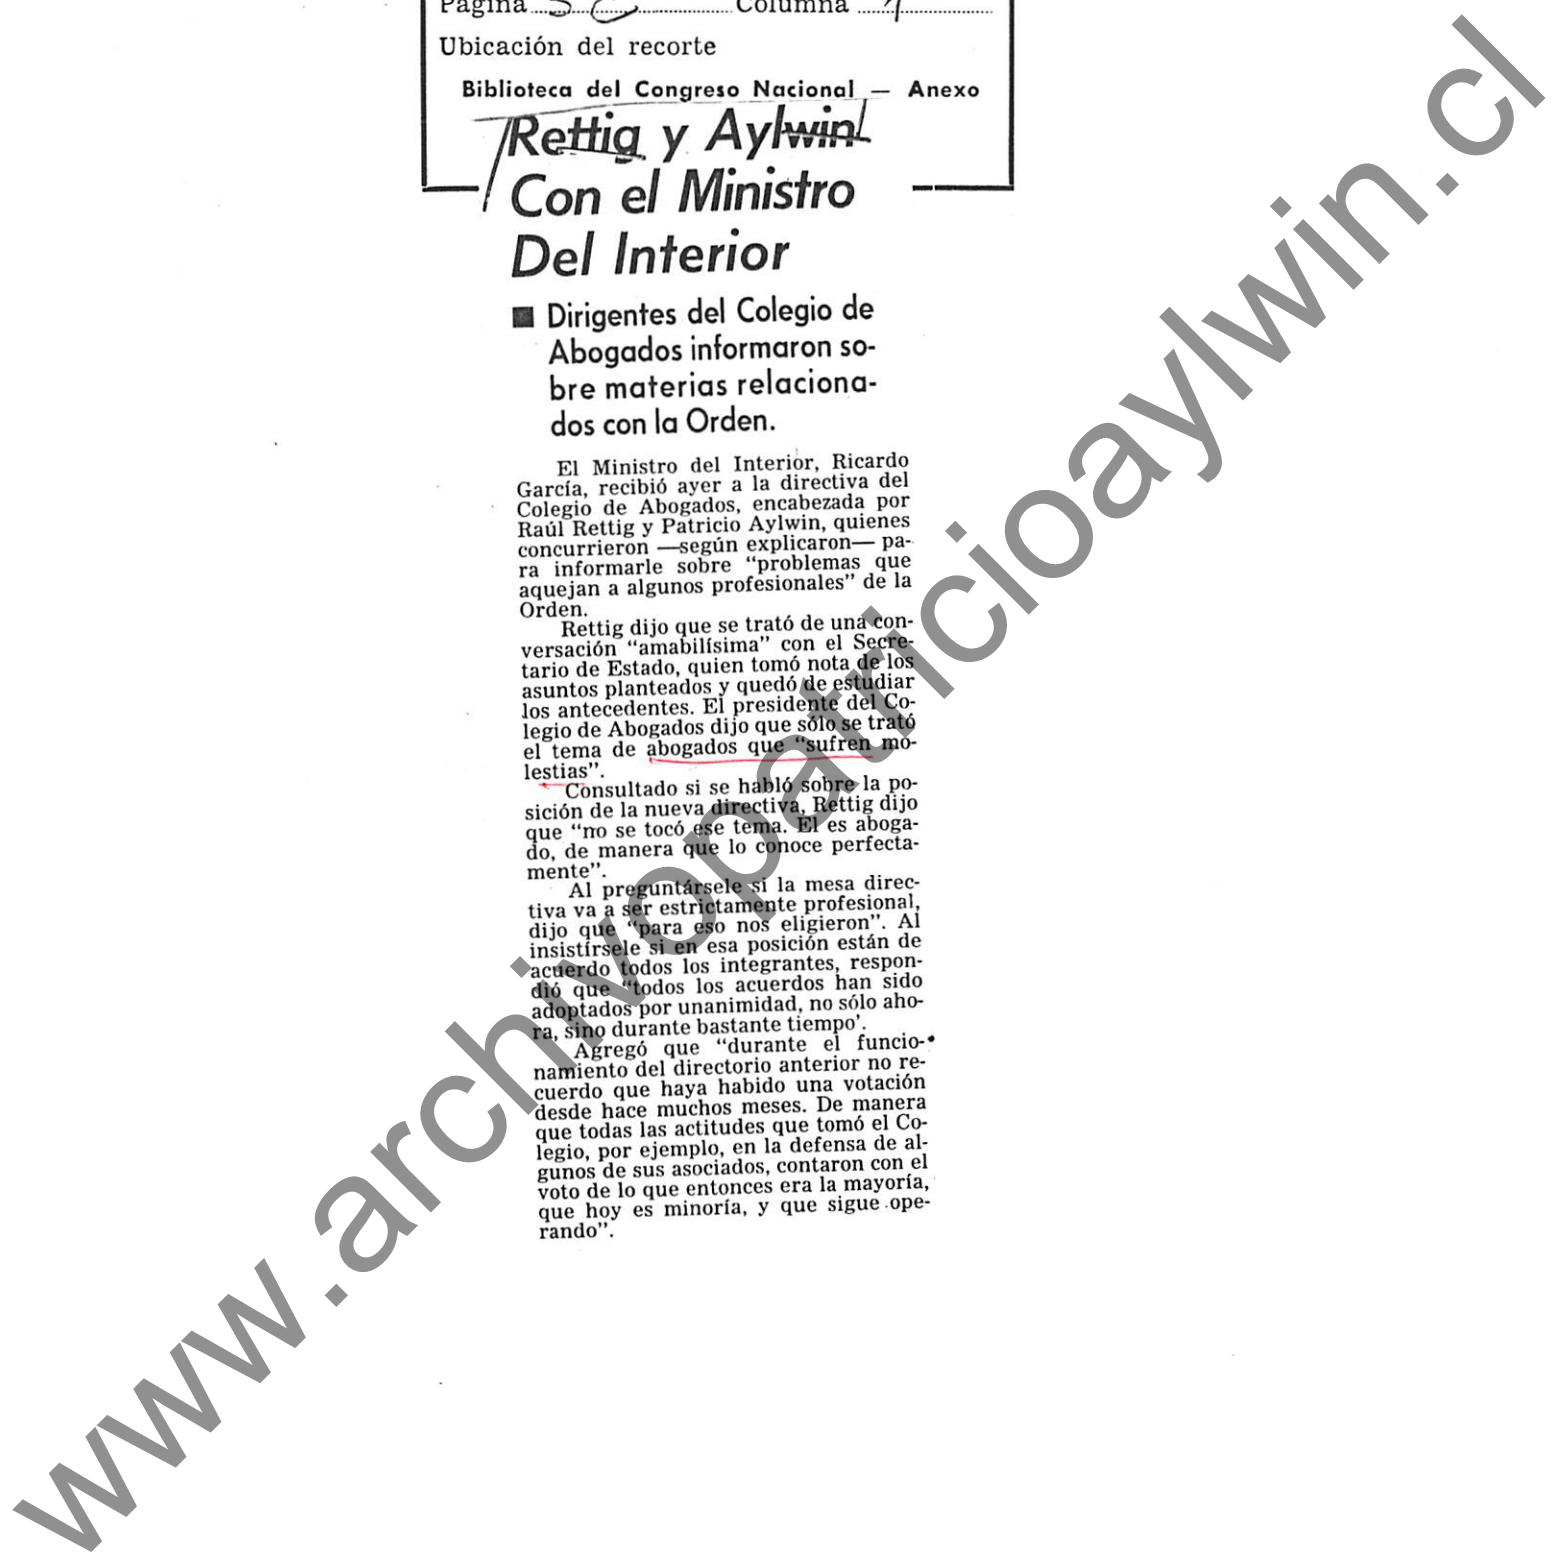 Página 3 C Columna 1
Ubicación del recorte
Biblioteca del Congreso Nacional — Anexo
Rettig y Aylwin
Con el Ministro
Del Interior
■ Dirigentes del Colegio de
Abogados informaron so-
bre materias relaciona-
dos con la Orden.
El Ministro del Interior, Ricardo
García, recibió ayer a la directiva del
Colegio de Abogados, encabezada por
Raúl Rettig y Patricio Aylwin, quienes
concurrieron —según explicaron— pa-
ra informarle sobre “problemas que
aquejan a algunos profesionales” de la
Orden.
Rettig dijo que se trató de una con-
versación “amabilísima” con el Secre-
tario de Estado, quien tomó nota de los
asuntos planteados y quedó de estudiar
los antecedentes. El presidente del Co-
legio de Abogados dijo que sólo se trató
el tema de abogados que “sufren mo-
lestias”.
Consultado si se habló sobre la po-
sición de la nueva directiva, Rettig dijo
que “no se tocó ese tema. El es aboga-
do, de manera que lo conoce perfecta-
mente”.
Al preguntársele si la mesa direc-
tiva va a ser estrictamente profesional,
dijo que “para eso nos eligieron”. Al
insistírsele si en esa posición están de
acuerdo todos los integrantes, respon-
dió que “todos los acuerdos han sido
adoptados por unanimidad, no sólo aho-
ra, sino durante bastante tiempo’.
Agregó que “durante el funcio-
namiento del directorio anterior no re-
cuerdo que haya habido una votación
desde hace muchos meses. De manera
que todas las actitudes que tomó el Co-
legio, por ejemplo, en la defensa de al-
gunos de sus asociados, contaron con el
voto de lo que entonces era la mayoría,
que hoy es minoría, y que sigue ope-
rando”.
www.archivopatricioaylwin.cl